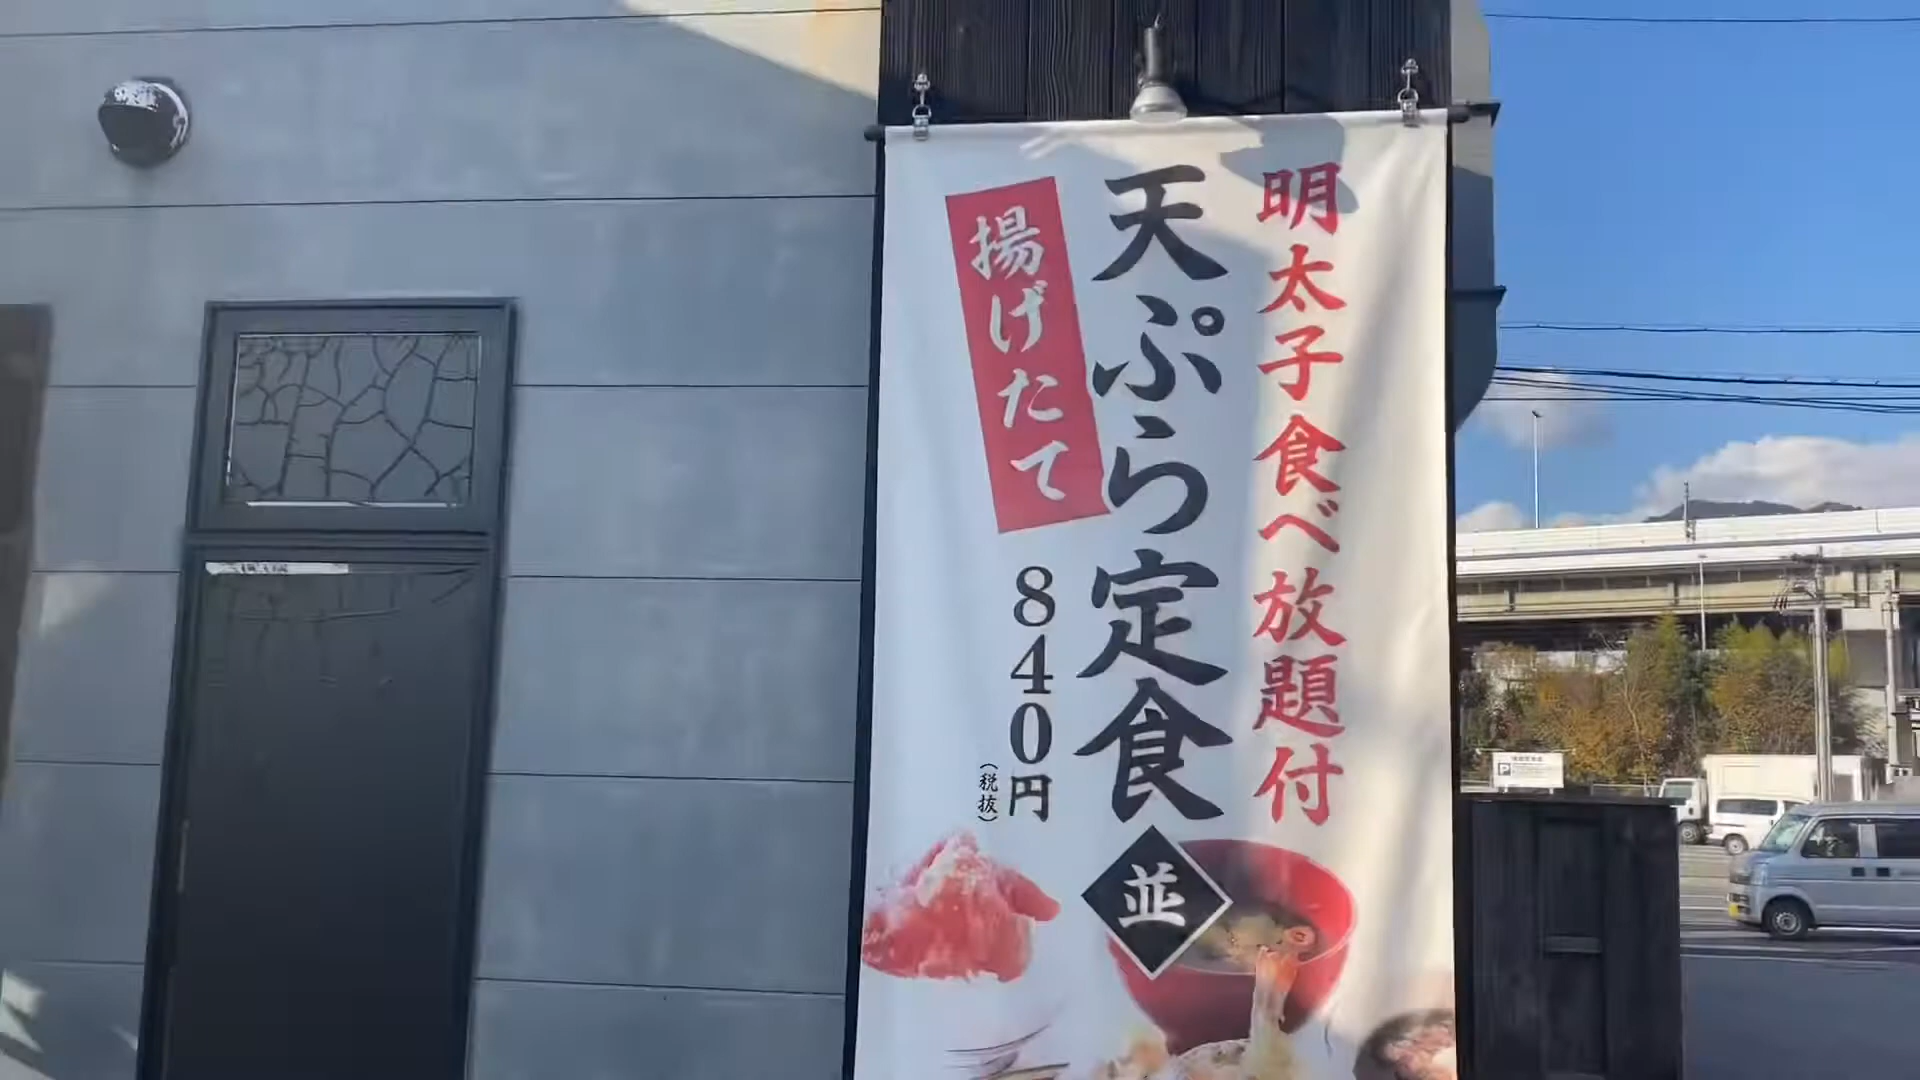 明太子食べ放題付
天ぷら定食
並
揚げたて
840円
(税抜)